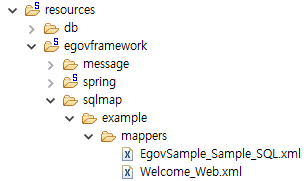 resources
db
egovframework
message
spring
sqlmap
example
mappers
EgovSample_Sample_SQL.xml
Welcome_Web.xml